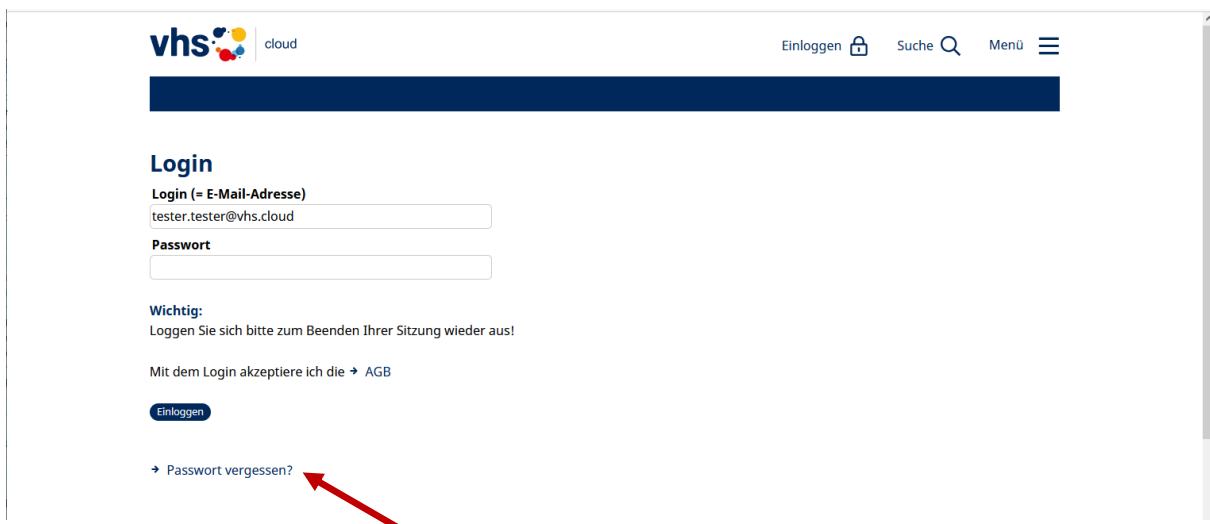 vhs cloud
Einloggen Suche Menü
Login
Login (= E-Mail-Adresse)
tester.tester@vhs.cloud
Passwort
Wichtig:
Loggen Sie sich bitte zum Beenden Ihrer Sitzung wieder aus!
Mit dem Login akzeptiere ich die → AGB
Einloggen
→ Passwort vergessen?